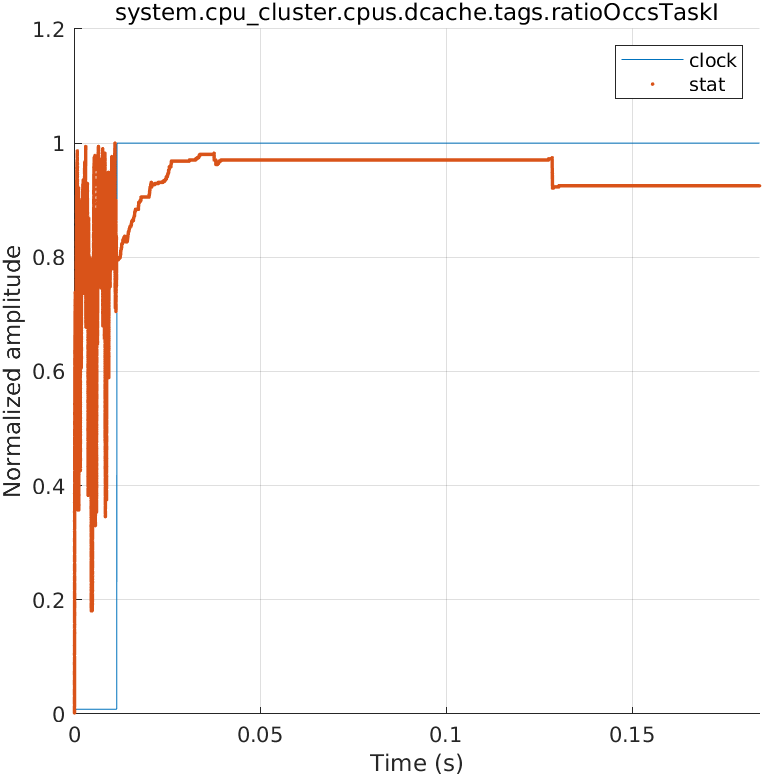 system.cpu_cluster.cpus.dcache.tags.ratioOccsTaskI
clock
stat
Normalized amplitude
1.2
1
0.8
0.6
0.4
0.2
0
0
0.05
0.1
0.15
Time (s)